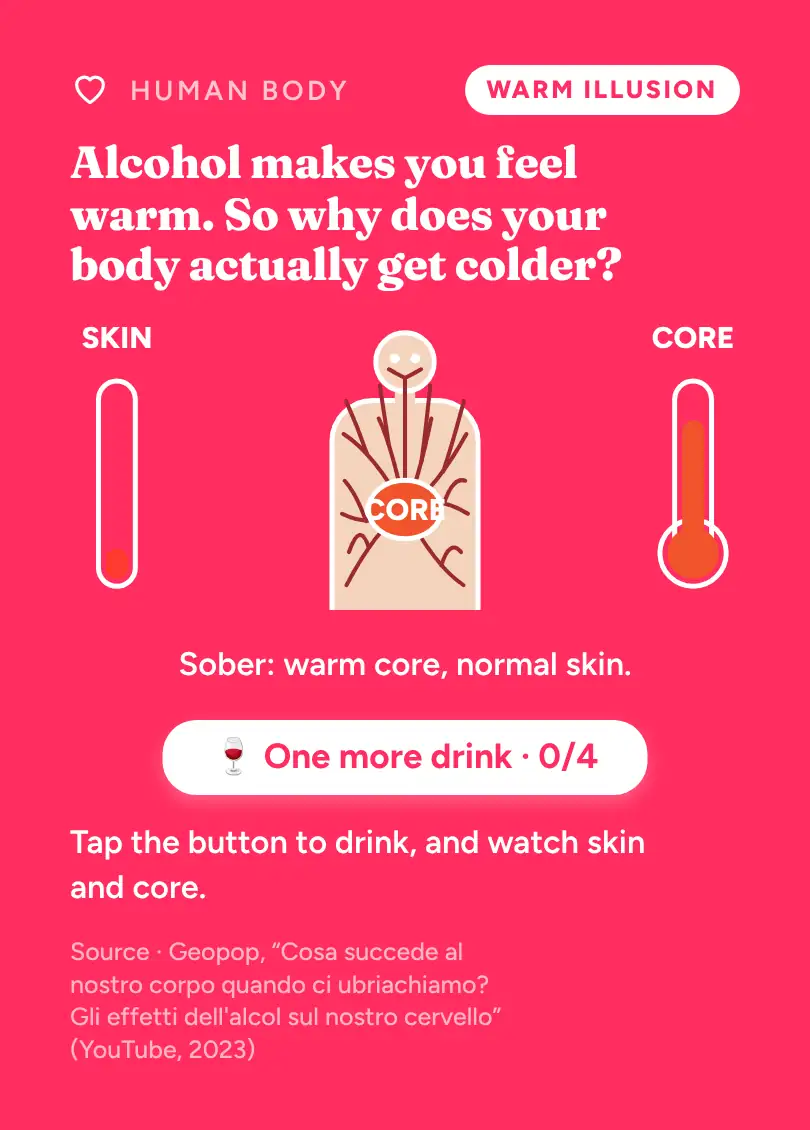 HUMAN BODY
WARM ILLUSION
Alcohol makes you feel
warm. So why does your
body actually get colder?
SKIN
CORE
CORE
Sober: warm core, normal skin.
🍷 One more drink · 0/4
Tap the button to drink, and watch skin
and core.
Source · Geopop, “Cosa succede al
nostro corpo quando ci ubriachiamo?
Gli effetti dell'alcol sul nostro cervello”
(YouTube, 2023)